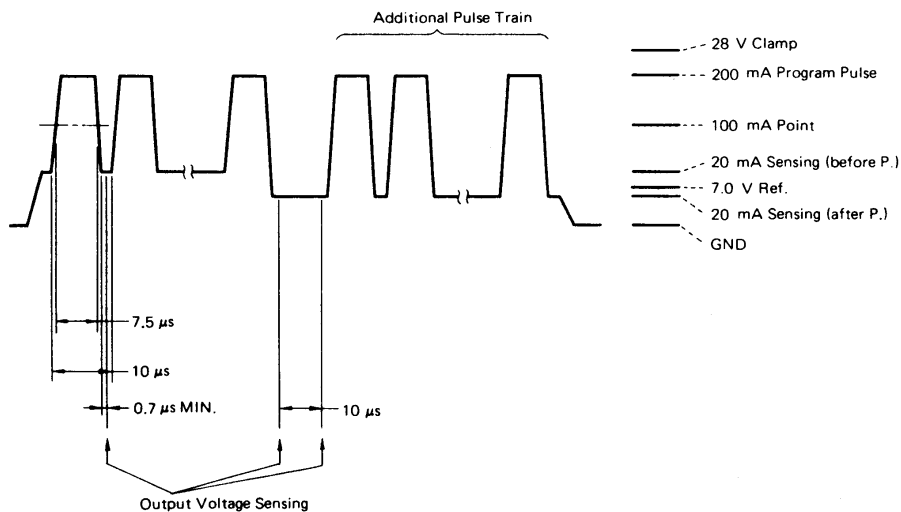 Additional Pulse Train
28 V Clamp
200 mA Program Pulse
100 mA Point
20 mA Sensing (before P.)
7.0 V Ref.
20 mA Sensing (after P.)
GND
7.5 μs
10 μs
0.7 μs MIN.
10 μs
Output Voltage Sensing